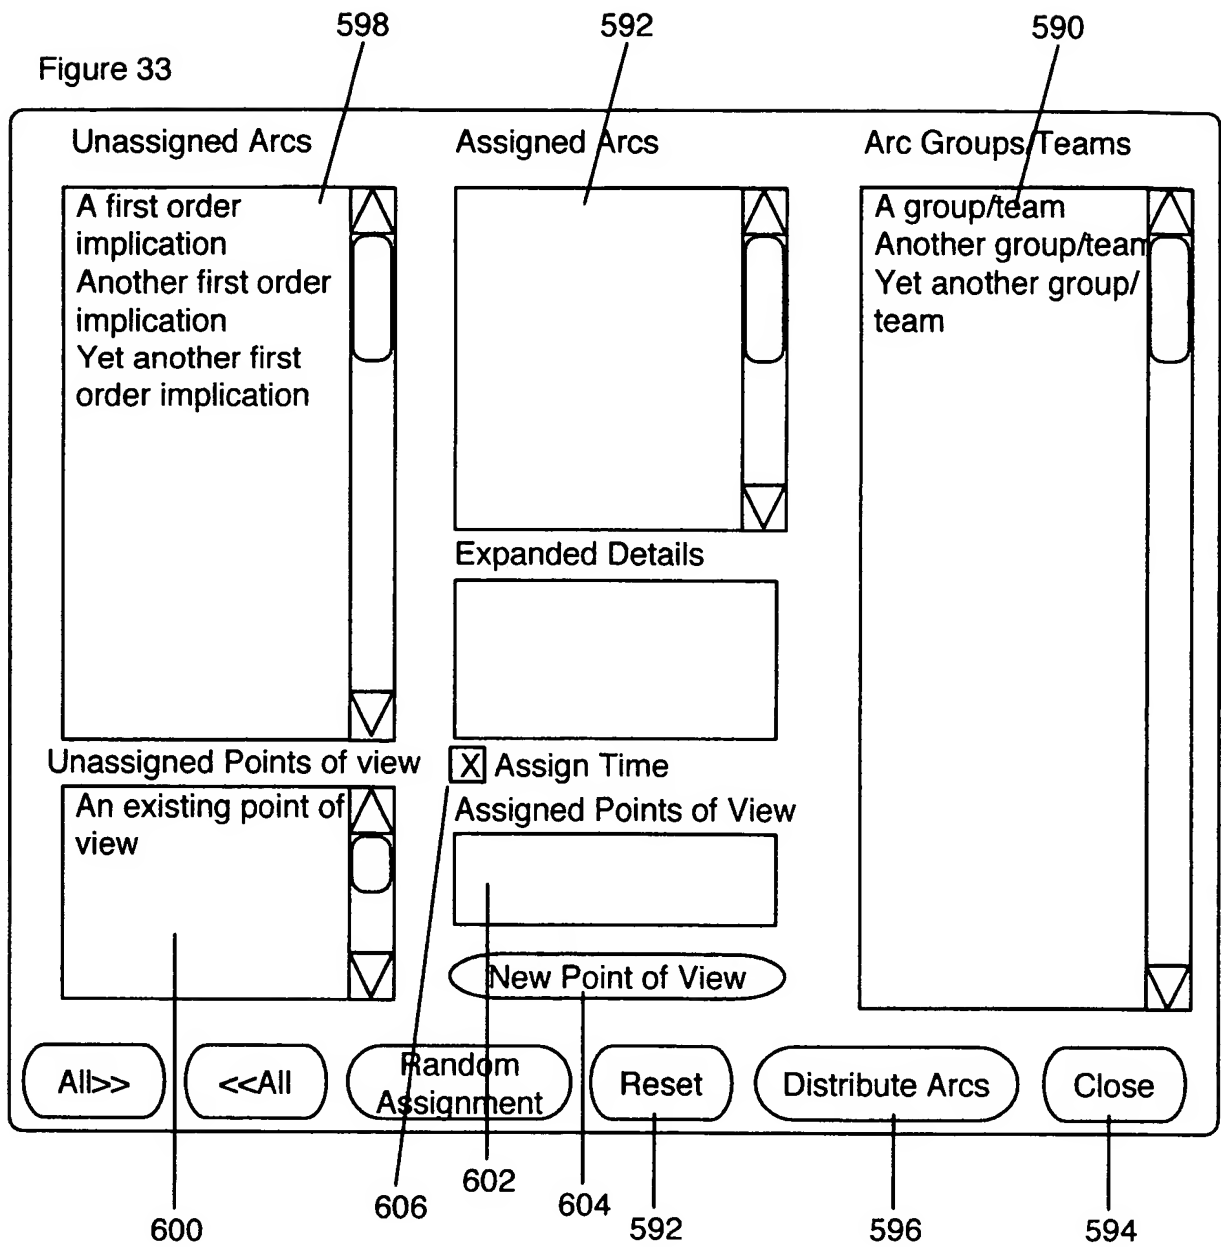 598
592
590
Figure 33
Unassigned Arcs
Assigned Arcs
Arc Groups/Teams
A first order
implication
Another first order
implication
Yet another first
order implication
A group/team
Another group/team
Yet another group/
team
Expanded Details
Unassigned Points of view
X Assign Time
An existing point of
view
Assigned Points of View
New Point of View
All>>
<<All
Random
Assignment
Reset
Distribute Arcs
Close
600
606
602
604
592
596
594